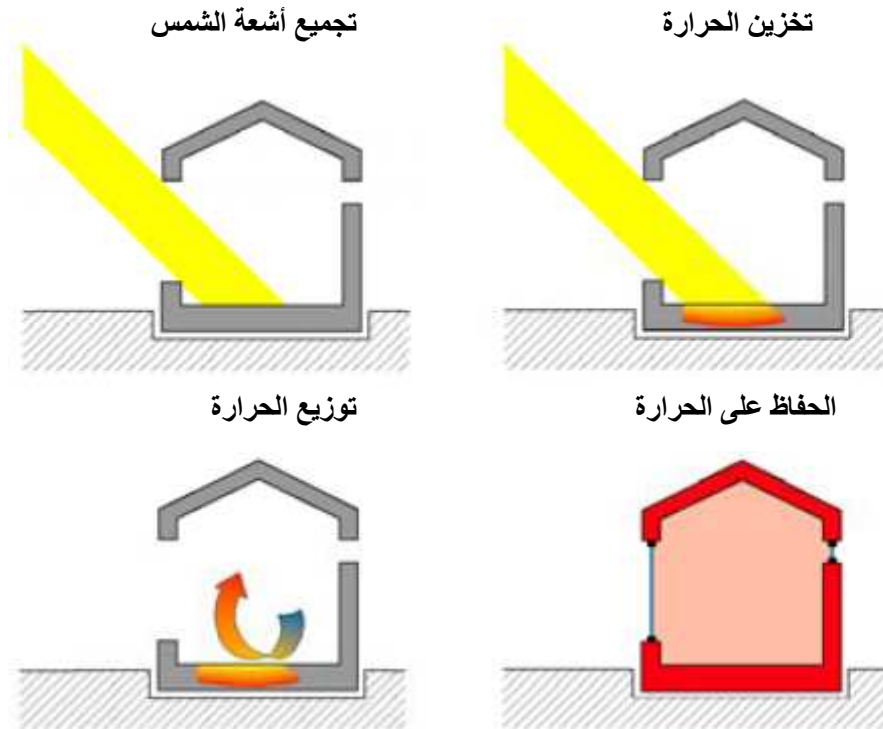 تخزين الحرارة
تجميع أشعة الشمس
الحفاظ على الحرارة
توزيع الحرارة